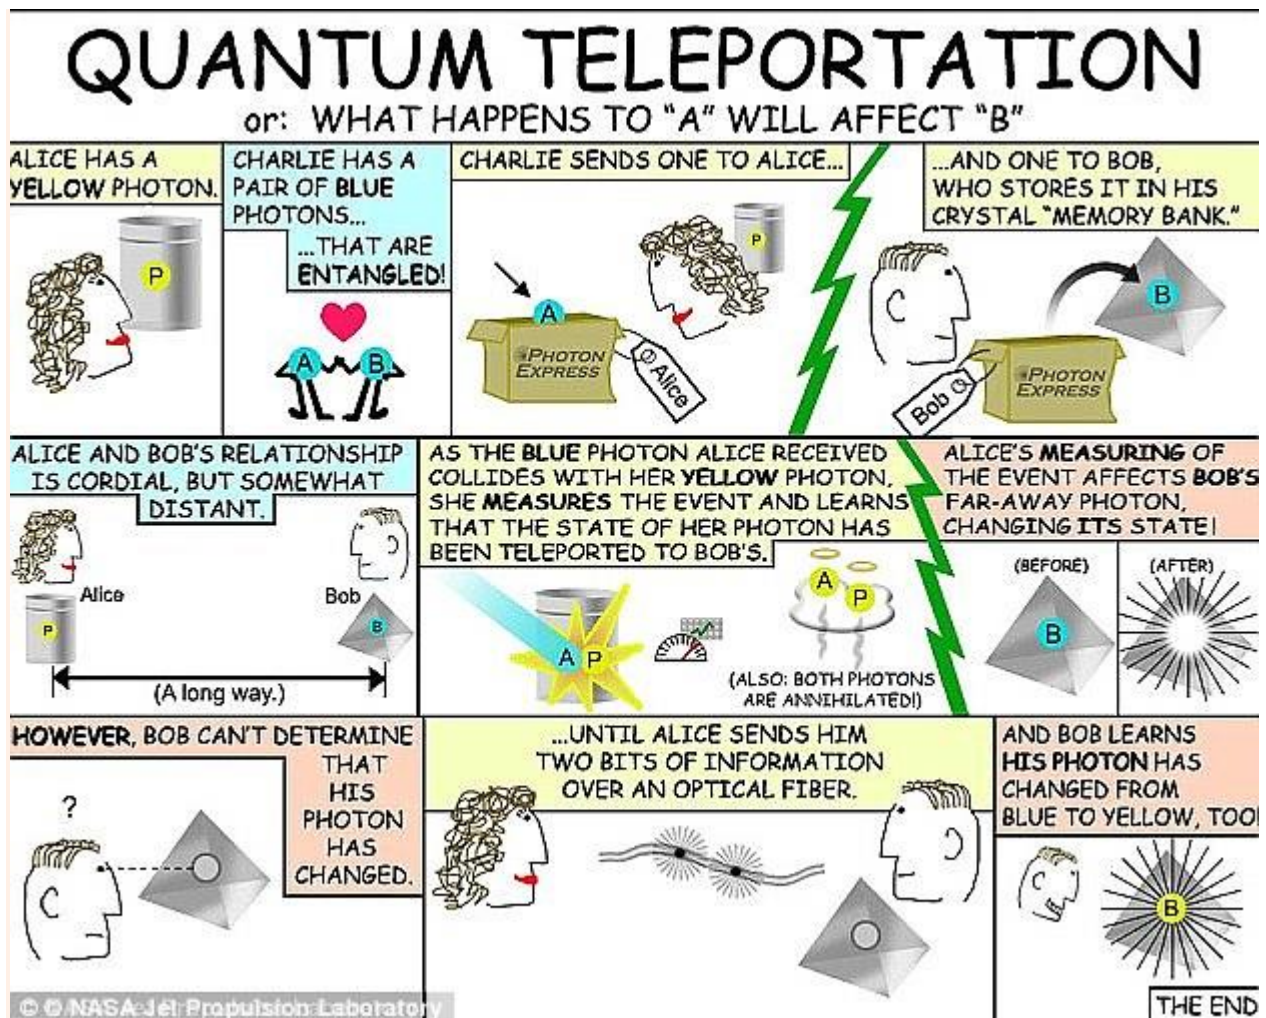 QUANTUM TELEPORTATION
or: WHAT HAPPENS TO "A" WILL AFFECT "B"
ALICE HAS A
YELLOW PHOTON.
P
CHARLIE HAS A
PAIR OF BLUE
PHOTONS...
...THAT ARE
ENTANGLED!
A B
CHARLIE SENDS ONE TO ALICE...
P
A
PHOTON
EXPRESS
Alice
...AND ONE TO BOB,
WHO STORES IT IN HIS
CRYSTAL "MEMORY BANK."
B
PHOTON
EXPRESS
Bob
ALICE AND BOB'S RELATIONSHIP
IS CORDIAL, BUT SOMEWHAT
DISTANT.
Alice Bob
P B
(A long way.)
AS THE BLUE PHOTON ALICE RECEIVED
COLLIDES WITH HER YELLOW PHOTON,
SHE MEASURES THE EVENT AND LEARNS
THAT THE STATE OF HER PHOTON HAS
BEEN TELEPORTED TO BOB'S.
A P
A P
(ALSO: BOTH PHOTONS
ARE ANNIHILATED!)
ALICE'S MEASURING OF
THE EVENT AFFECTS BOB'S
FAR-AWAY PHOTON,
CHANGING ITS STATE!
(BEFORE) (AFTER)
B
HOWEVER, BOB CAN'T DETERMINE
THAT
HIS
PHOTON
HAS
CHANGED.
?
...UNTIL ALICE SENDS HIM
TWO BITS OF INFORMATION
OVER AN OPTICAL FIBER.
AND BOB LEARNS
HIS PHOTON HAS
CHANGED FROM
BLUE TO YELLOW, TOO!
B
THE END
© NASA Jet Propulsion Laboratory